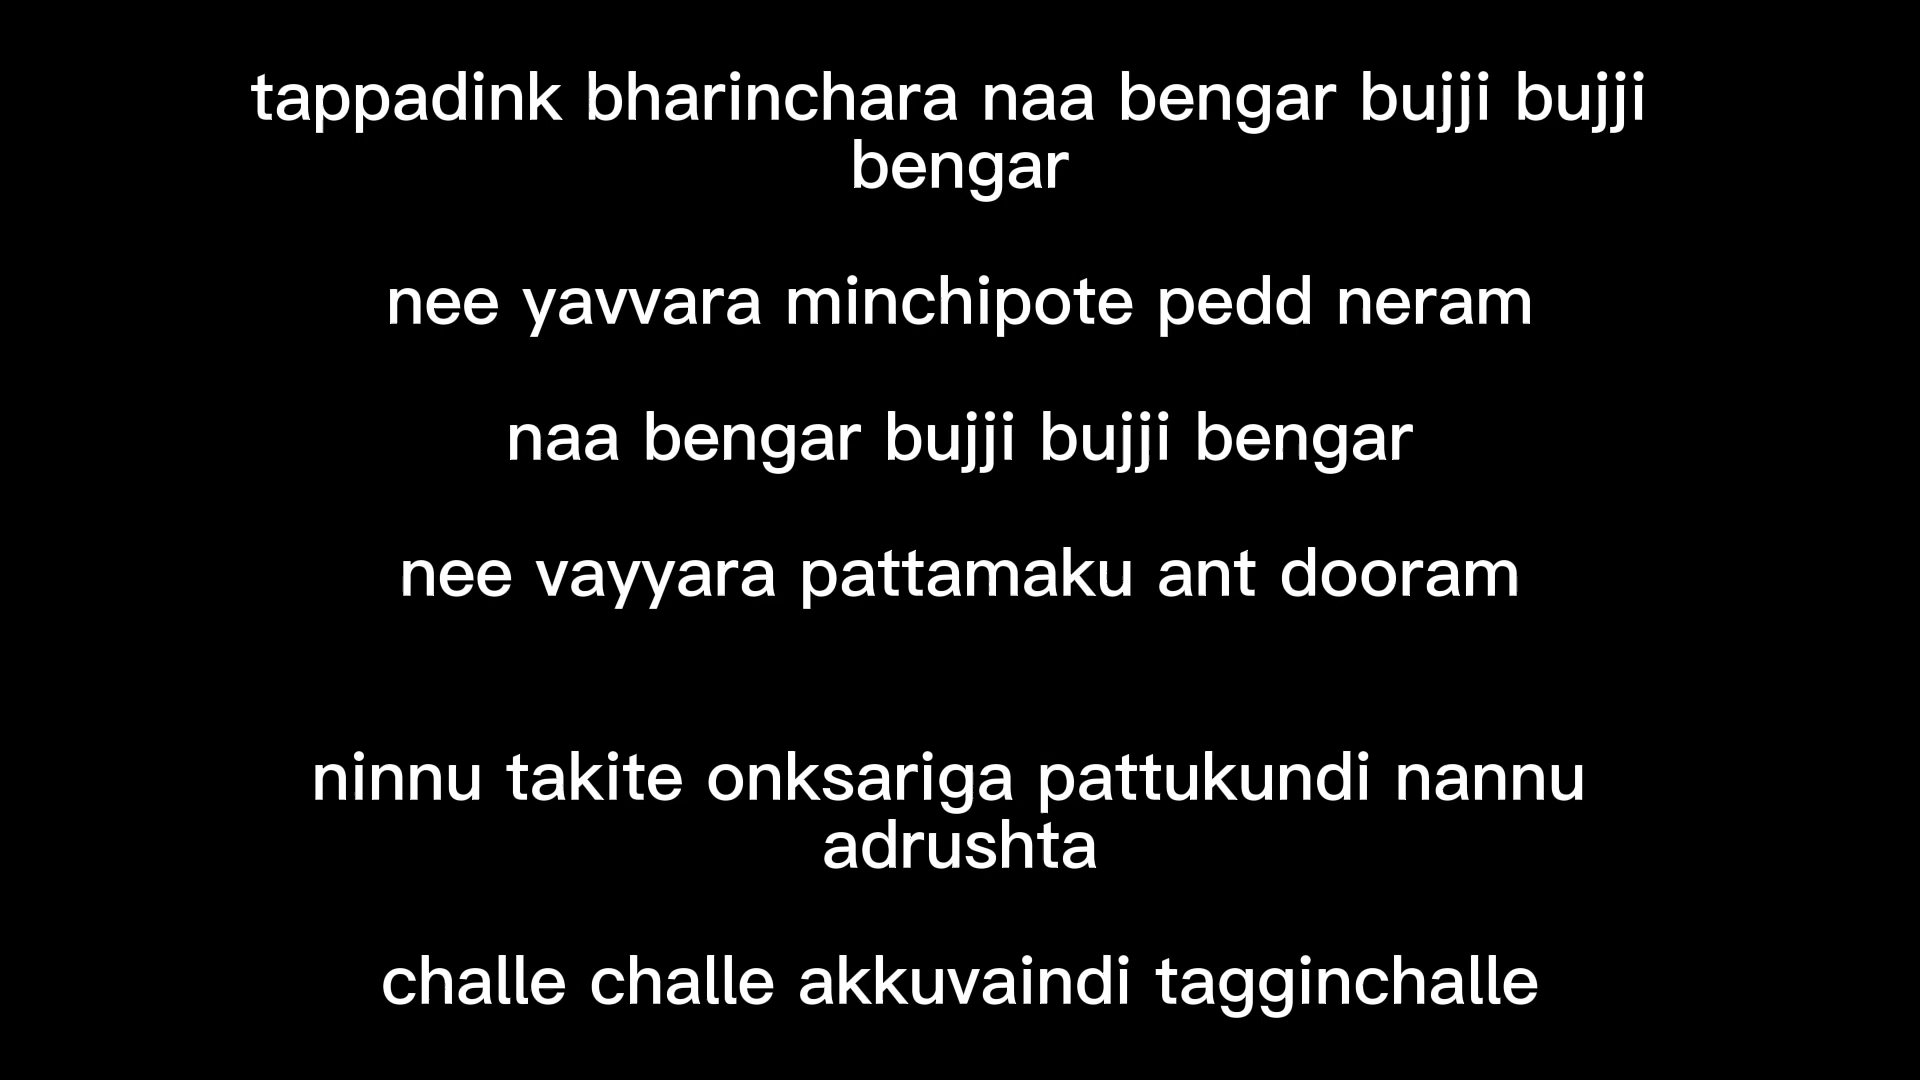 tappadink bharinchara naa bengar bujji bujji
bengar
nee yavvara minchipote pedd neram
naa bengar bujji bujji bengar
nee vayyara pattamaku ant dooram
ninnu takite onksariga pattukundi nannu
adrushta
challe challe akkuvaindi tagginchalle